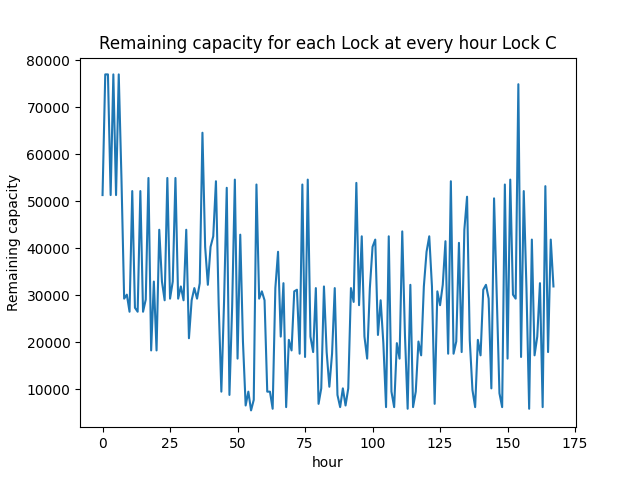 Remaining capacity for each Lock at every hour Lock C
80000
70000
60000
50000
40000
30000
20000
10000
Remaining capacity
0 25 50 75 100 125 150 175
hour